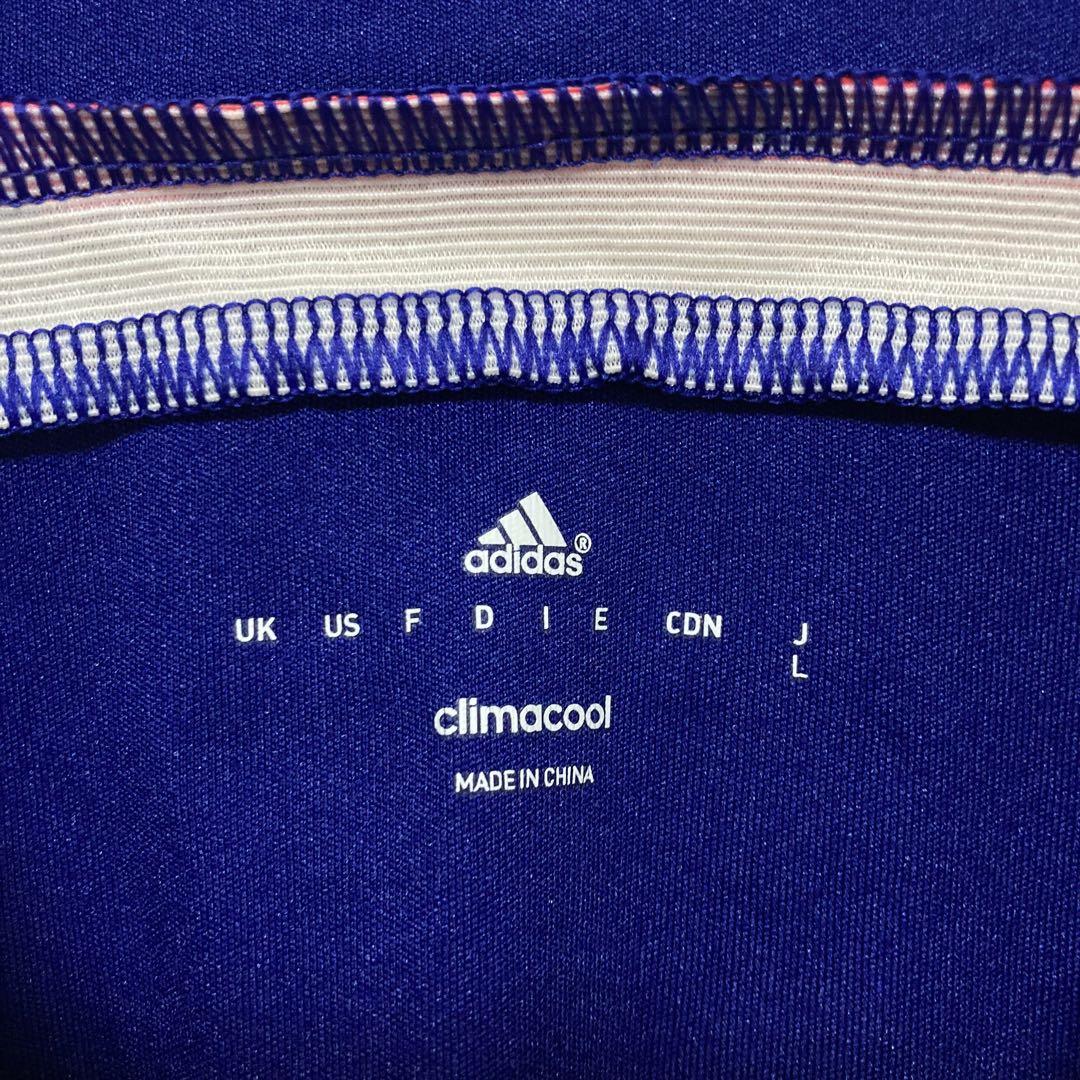 adidas®
UK US F D I E CDN J
L
climacool
MADE IN CHINA